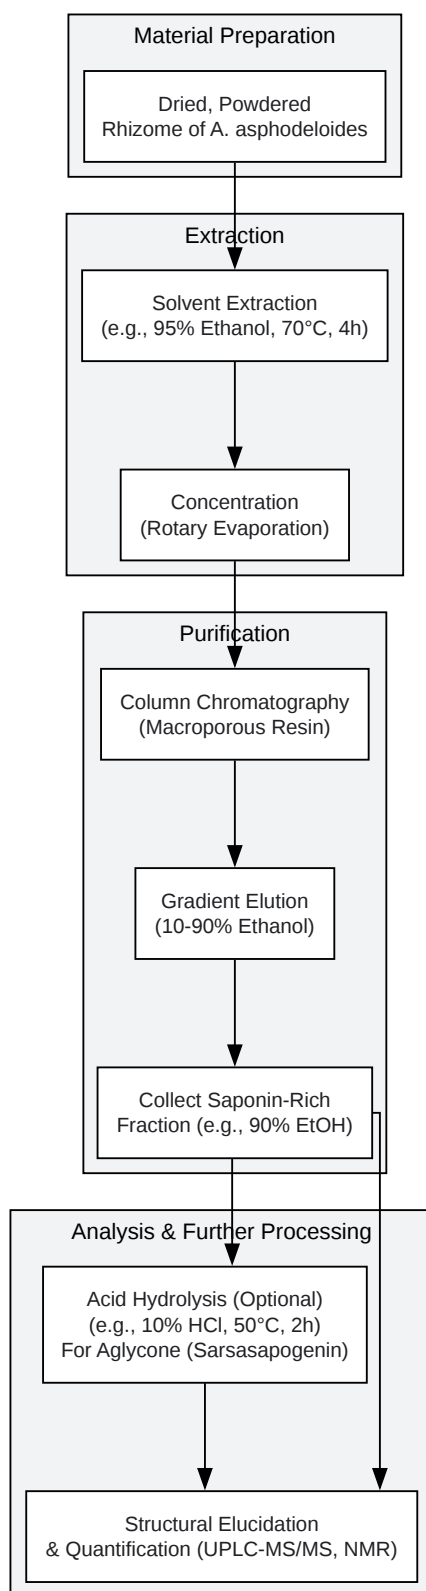 Material Preparation
Dried, Powdered
Rhizome of A. asphodeloides
Extraction
Solvent Extraction
(e.g., 95% Ethanol, 70°C, 4h)
Concentration
(Rotary Evaporation)
Purification
Column Chromatography
(Macroporous Resin)
Gradient Elution
(10-90% Ethanol)
Collect Saponin-Rich
Fraction (e.g., 90% EtOH)
Analysis & Further Processing
Acid Hydrolysis (Optional)
(e.g., 10% HCl, 50°C, 2h)
For Aglycone (Sarsasapogenin)
Structural Elucidation
& Quantification (UPLC-MS/MS, NMR)